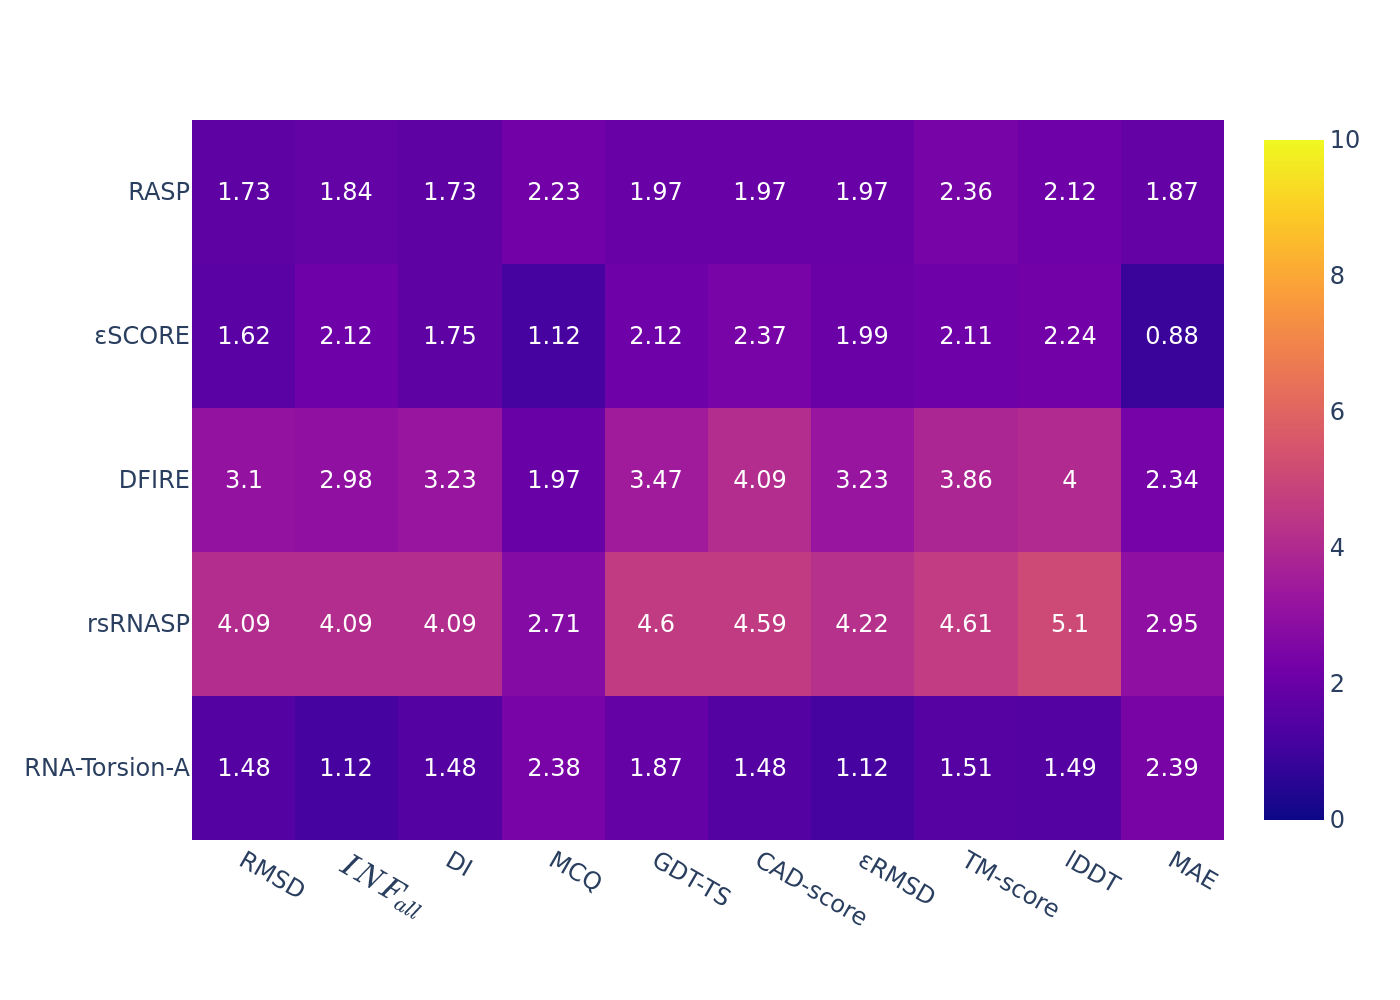 RASP 1.73 1.84 1.73 2.23 1.97 1.97 1.97 2.36 2.12 1.87
εSCORE 1.62 2.12 1.75 1.12 2.12 2.37 1.99 2.11 2.24 0.88
DFIRE 3.1 2.98 3.23 1.97 3.47 4.09 3.23 3.86 4 2.34
rsRNASP 4.09 4.09 4.09 2.71 4.6 4.59 4.22 4.61 5.1 2.95
RNA-Torsion-A 1.48 1.12 1.48 2.38 1.87 1.48 1.12 1.51 1.49 2.39
RMSD INF_all DI MCQ GDT-TS CAD-score εRMSD TM-score lDDT MAE
10
8
6
4
2
0